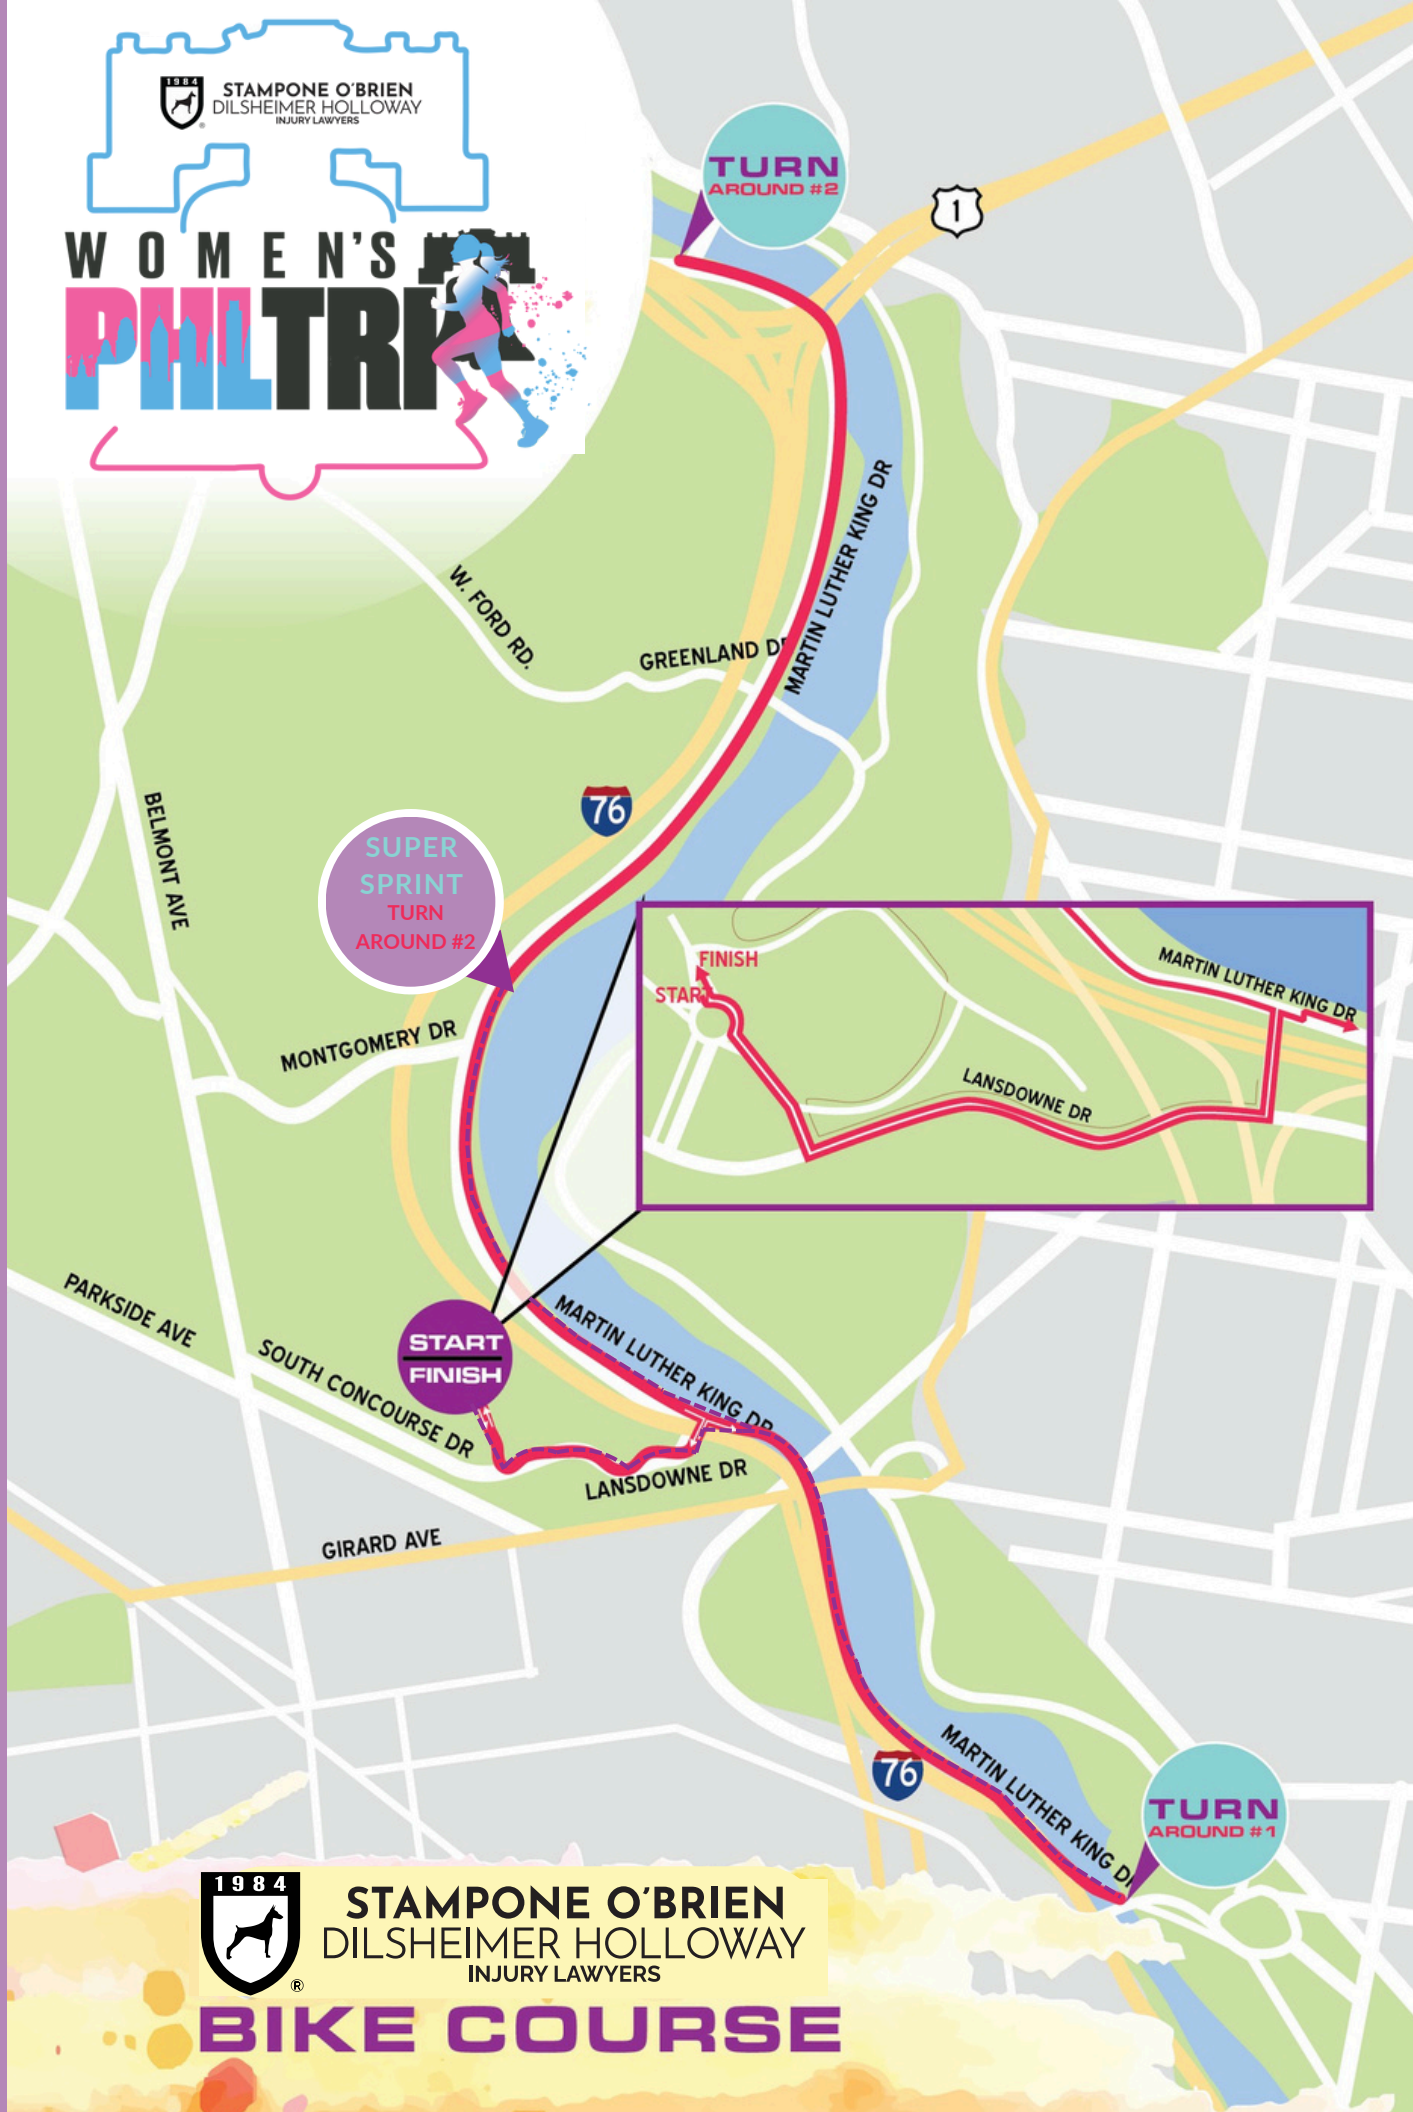 1984
STAMPONE O'BRIEN
DILSHEIMER HOLLOWAY
INJURY LAWYERS
®
WOMEN'S
PHLTRI
TURN
AROUND #2
1
MARTIN LUTHER KING DR
W. FORD RD.
GREENLAND DR
76
BELMONT AVE
SUPER
SPRINT
TURN
AROUND #2
MONTGOMERY DR
FINISH
START
MARTIN LUTHER KING DR
LANSDOWNE DR
PARKSIDE AVE
SOUTH CONCOURSE DR
START
FINISH
MARTIN LUTHER KING DR
LANSDOWNE DR
GIRARD AVE
76
MARTIN LUTHER KING DR
TURN
AROUND #1
1984
STAMPONE O'BRIEN
DILSHEIMER HOLLOWAY
INJURY LAWYERS
®
BIKE COURSE